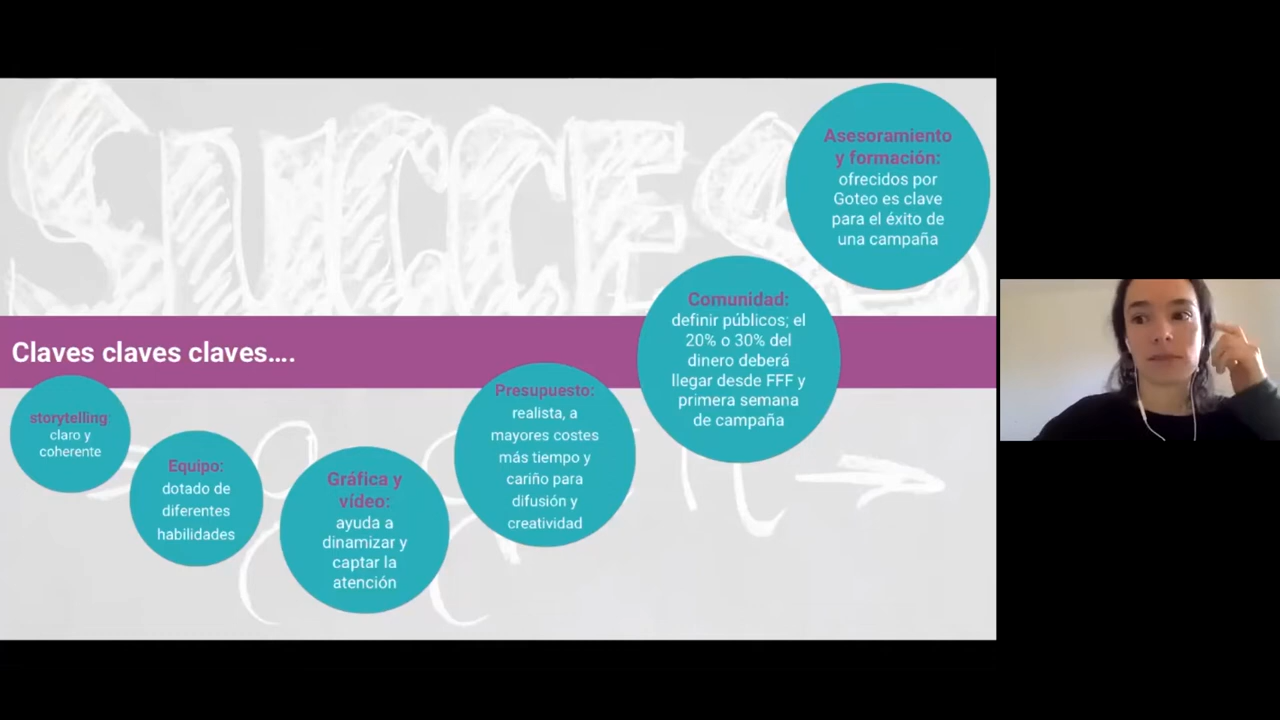 SUCCESS
Claves claves claves....
storytelling
claro y
coherente
Equipo:
dotado de
diferentes
habilidades
Gráfica y
vídeo:
ayuda a
dinamizar y
captar la
atención
Presupuesto:
realista, a
mayores costes
más tiempo y
cariño para
difusión y
creatividad
Comunidad:
definir públicos; el
20% o 30% del
dinero deberá
llegar desde FFF y
primera semana
de campaña
Asesoramiento
y formación:
ofrecidos por
Goteo es clave
para el éxito de
una campaña